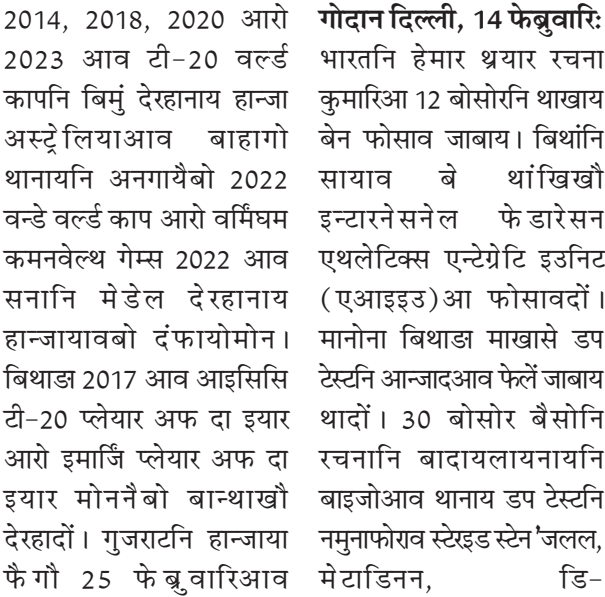 2014, 2018, 2020 आरो
2023 आव टी-20 वर्ल्ड
कापनि बिमुं देरहानाय हान्जा
अस्ट्रेलियाआव बाहागो
थानायनि अनगायैबो 2022
वन्डे वर्ल्ड काप आरो वर्मिंघम
कमनवेल्थ गेम्स 2022 आव
सनानि मेडेल देरहानाय
हान्जायावबो दंफायोमोन।
बिथाङा 2017 आव आइसिसि
टी-20 प्लेयार अफ दा इयार
आरो इमार्जिं प्लेयार अफ दा
इयार मोननैबो बान्थाखौ
देरहादों। गुजराटनि हान्जाया
फैगौ 25 फेब्रुवारिआव
गोदान दिल्ली, 14 फेब्रुवारिः
भारतनि हेमार थ्रयार रचना
कुमारिआ 12 बोसोरनि थाखाय
बेन फोसाव जाबाय। बिथांनि
सायाव बे थांखिखौ
इन्टारनेसनेल फेडारेसन
एथलेटिक्स एन्टेग्रेटि इउनिट
(एआइइउ)आ फोसावदों।
मानोना बिथाङा माखासे डप
टेस्टनि आन्जादआव फेलें जाबाय
थादों। 30 बोसोर बैसोनि
रचनानि बादायलायनायनि
बाइजोआव थानाय डप टेस्टनि
नमुनाफोराव स्टेरइड स्टेन'जलल,
मेटाडिनन, डि-